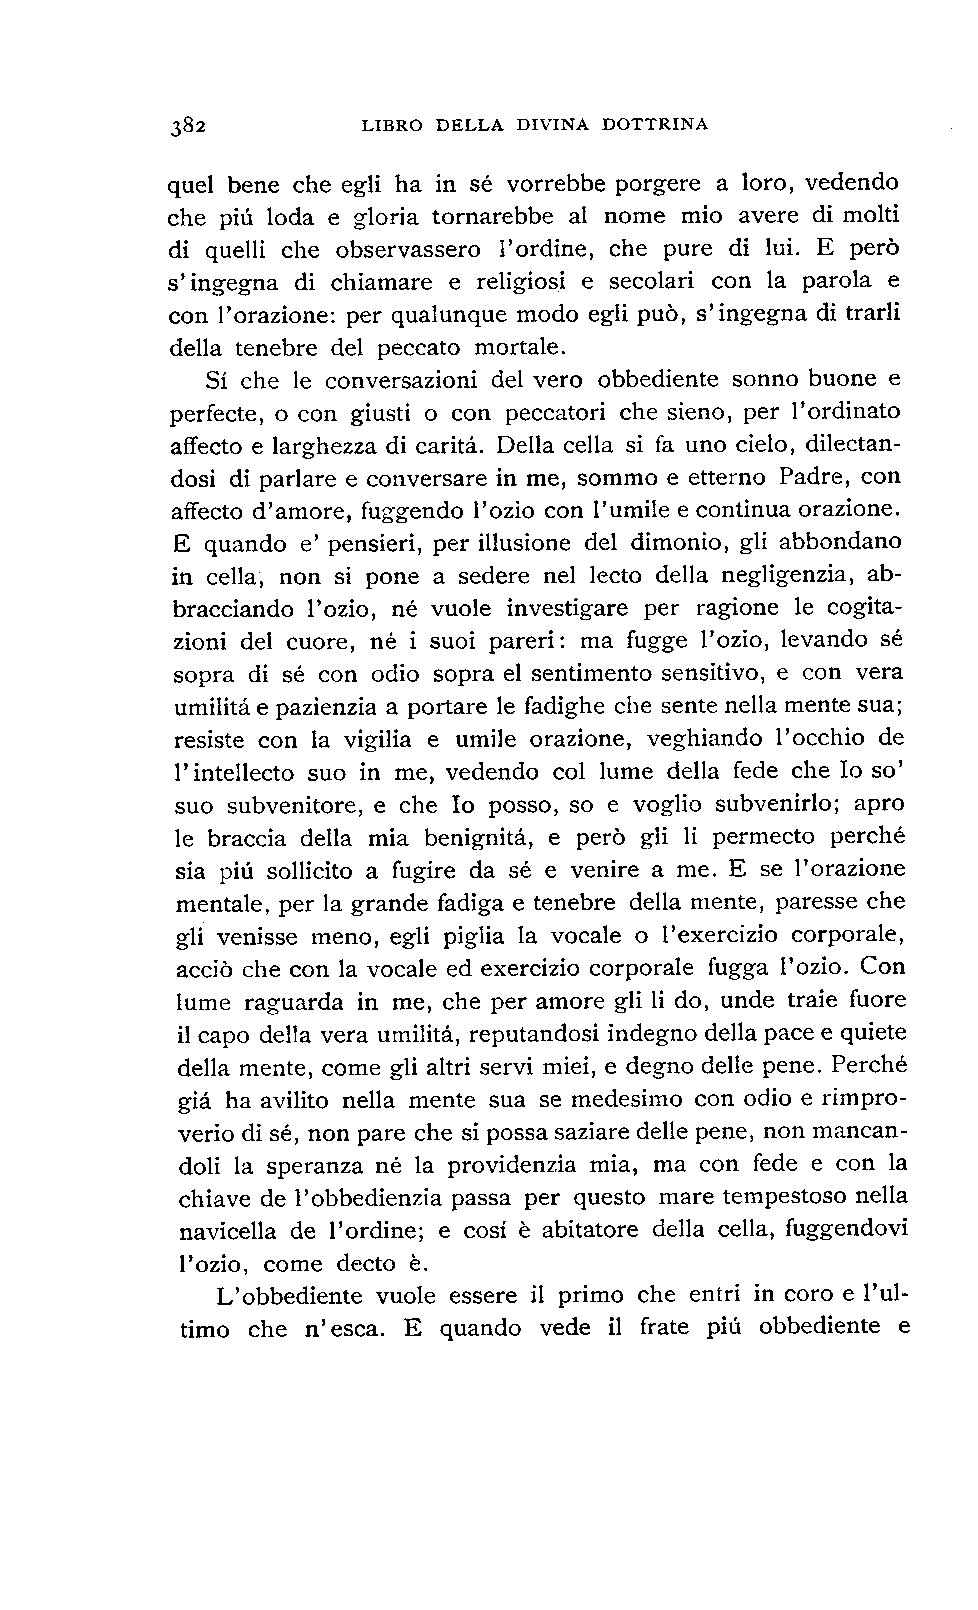 382 LIBRO DELLA DIVINA DOTTRINA
quel bene che egli ha in sé vorrebbe porgere a loro, vedendo
che piú loda e gloria tornarebbe al nome mio avere di molti
di quelli che observassero l'ordine, che pure di lui. E però
s'ingegna di chiamare e religiosi e secolari con la parola e
con l'orazione: per qualunque modo egli può, s'ingegna di trarli
della tenebre del peccato mortale.
Sí che le conversazioni del vero obbediente sonno buone e
perfecte, o con giusti o con peccatori che sieno, per l'ordinato
affecto e larghezza di caritá. Della cella si fa uno cielo, dilectan-
dosi di parlare e conversare in me, sommo e etterno Padre, con
affecto d'amore, fuggendo l'ozio con l'umile e continua orazione.
E quando e' pensieri, per illusione del dimonio, gli abbondano
in cella, non si pone a sedere nel lecto della negligenzia, ab-
bracciando l'ozio, né vuole investigare per ragione le cogita-
zioni del cuore, né i suoi pareri: ma fugge l'ozio, levando sé
sopra di sé con odio sopra el sentimento sensitivo, e con vera
umilitá e pazienzia a portare le fadighe che sente nella mente sua;
resiste con la vigilia e umile orazione, veghiando l'occhio de
l'intellecto suo in me, vedendo col lume della fede che Io so'
suo subvenitore, e che Io posso, so e voglio subvenirlo; apro
le braccia della mia benignitá, e però gli li permecto perché
sia piú sollicito a fugire da sé e venire a me. E se l'orazione
mentale, per la grande fadiga e tenebre della mente, paresse che
gli venisse meno, egli piglia la vocale o l'exercizio corporale,
acciò che con la vocale ed exercizio corporale fugga l'ozio. Con
lume raguarda in me, che per amore gli li do, unde traie fuore
il capo della vera umilitá, reputandosi indegno della pace e quiete
della mente, come gli altri servi miei, e degno delle pene. Perché
giá ha avilito nella mente sua se medesimo con odio e rimpro-
verio di sé, non pare che si possa saziare delle pene, non mancan-
doli la speranza né la providenzia mia, ma con fede e con la
chiave de l'obbedienzia passa per questo mare tempestoso nella
navicella de l'ordine; e cosí è abitatore della cella, fuggendovi
l'ozio, come decto è.
L'obbediente vuole essere il primo che entri in coro e l'ul-
timo che n'esca. E quando vede il frate piú obbediente e